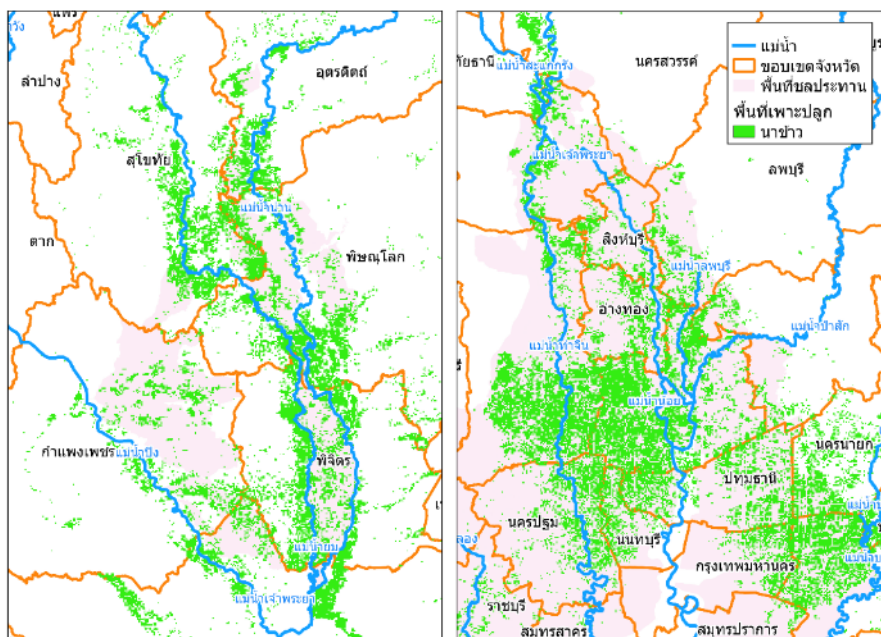 แพร่
ลำปาง
อุตรดิตถ์
สุโขทัย
แม่น้ำน่าน
ตาก
พิษณุโลก
กำแพงเพชร
แม่น้ำปิง
พิจิตร
แม่น้ำยม
แม่น้ำเจ้าพระยา
ทัยธานี
แม่น้ำสะแกกรัง
นครสวรรค์
แม่น้ำ
ขอบเขตจังหวัด
พื้นที่ชลประทาน
พื้นที่เพาะปลูก
นาข้าว
แม่น้ำเจ้าพระยา
ลพบุรี
สิงห์บุรี
แม่น้ำลพบุรี
อ่างทอง
แม่น้ำป่าสัก
แม่น้ำท่าจีน
แม่น้ำน้อย
นครนายก
ปทุมธานี
นครปฐม
นนทบุรี
ลอง
กรุงเทพมหานคร
ราชบุรี
สมุทรสาคร
สมุทรปราการ